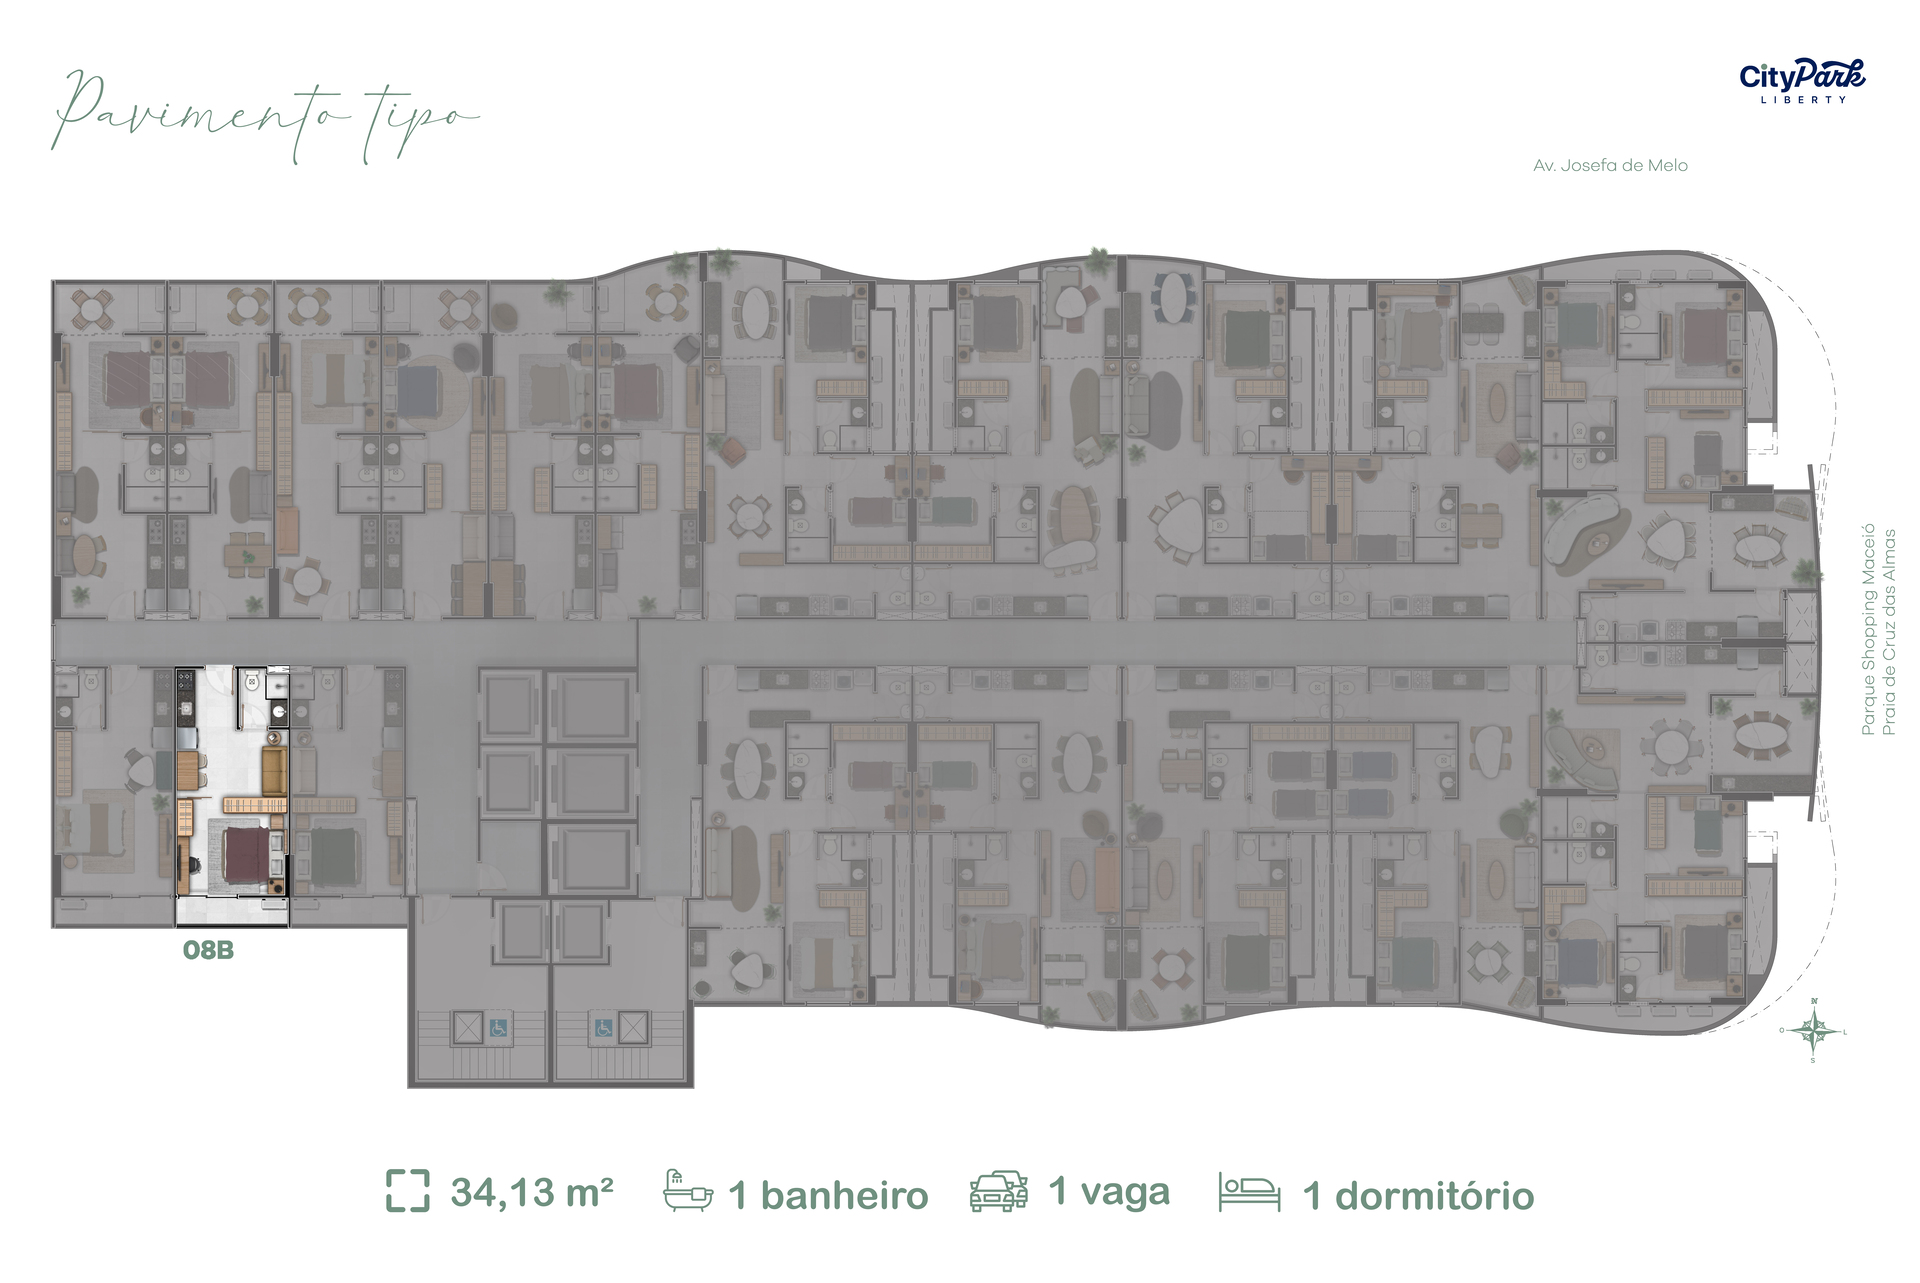 Pavimento tipo
CityPark
LIBERTY
Av. Josefa de Melo
Parque Shopping Maceió
Praia de Cruz das Almas
08B
N
O
L
S
34,13 m²
1 banheiro
1 vaga
1 dormitório